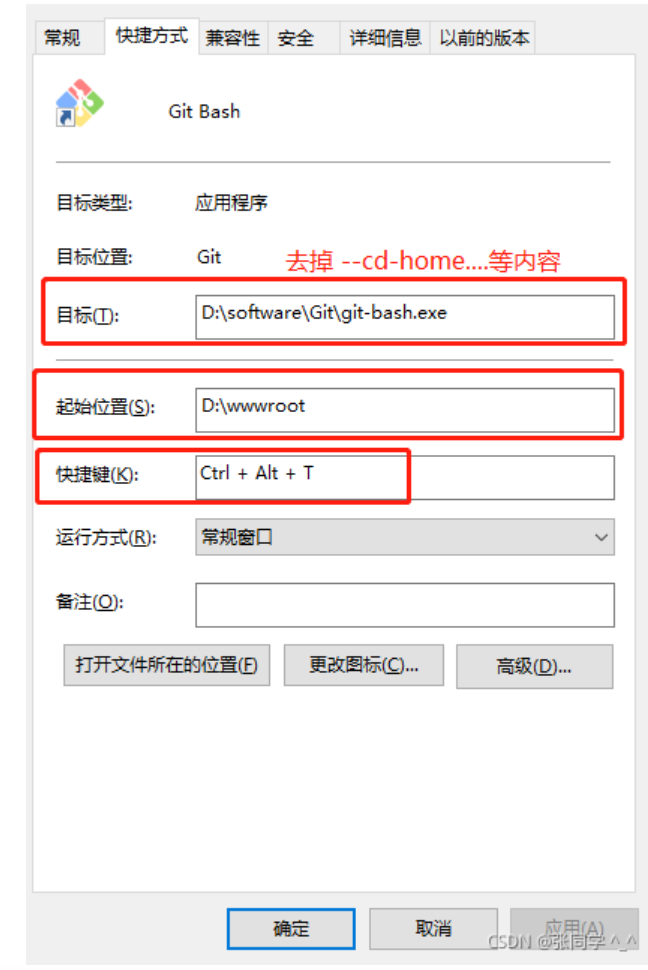 常规 快捷方式 兼容性 安全 详细信息 以前的版本
Git Bash
目标类型: 应用程序
目标位置: Git
去掉 --cd-home....等内容
目标(T): D:\software\Git\git-bash.exe
起始位置(S): D:\wwwroot
快捷键(K): Ctrl + Alt + T
运行方式(R): 常规窗口
备注(O):
打开文件所在的位置(F) 更改图标(C)... 高级(D)...
确定 取消 应用(A)
CSDN @张同学 ^_^